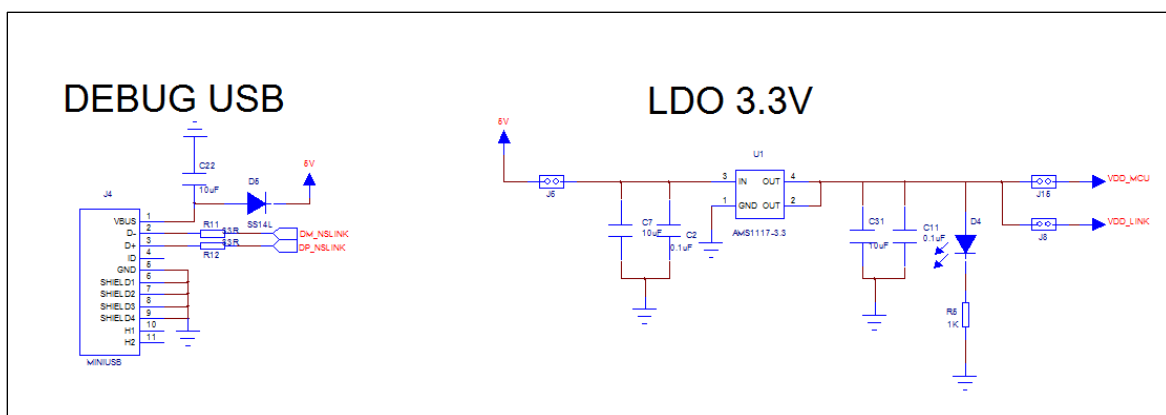 DEBUG USB
C22
10uF
D5
SS14L
5V
J4
VBUS
1
D-
2
D+
3
ID
4
GND
5
SHIELD1
6
SHIELD2
7
SHIELD3
8
SHIELD4
9
H1
10
H2
11
MINIUSB
R11
33R
33R
R12
DM_NSLINK
DP_NSLINK
LDO 3.3V
5V
J6
U1
3
IN
OUT
4
1
GND
OUT
2
AMS1117-3.3
C7
10uF
C2
0.1uF
C31
10uF
C11
0.1uF
D4
R5
1K
J15
VDD_MCU
J8
VDD_LINK